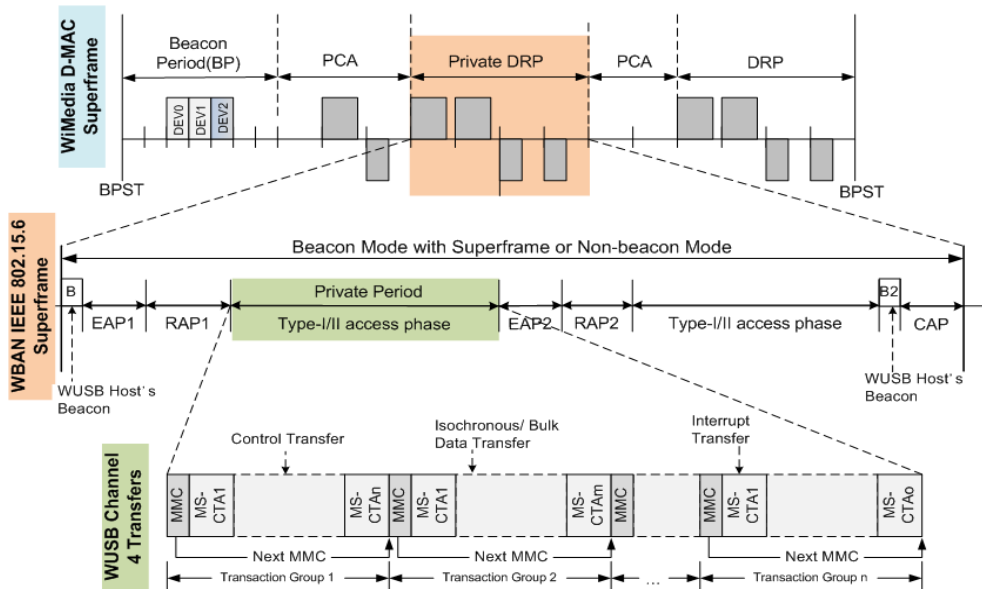 WiMedia D-MAC
Superframe
Beacon
Period(BP)
PCA
Private DRP
PCA
DRP
DEV0
DEV1
DEV2
BPST
BPST
WBAN IEEE 802.15.6
Superframe
Beacon Mode with Superframe or Non-beacon Mode
B
EAP1
RAP1
Private Period
Type-I/II access phase
EAP2
RAP2
Type-I/II access phase
B2
CAP
WUSB Host's
Beacon
WUSB Host's
Beacon
WUSB Channel
4 Transfers
Control Transfer
Isochronous/ Bulk
Data Transfer
Interrupt
Transfer
MMC
MS-
CTA1
MS-
CTAn
MMC
MS-
CTA1
MS-
CTAm
MMC
MMC
MS-
CTA1
MS-
CTAo
Next MMC
Next MMC
Next MMC
Transaction Group 1
Transaction Group 2
...
Transaction Group n